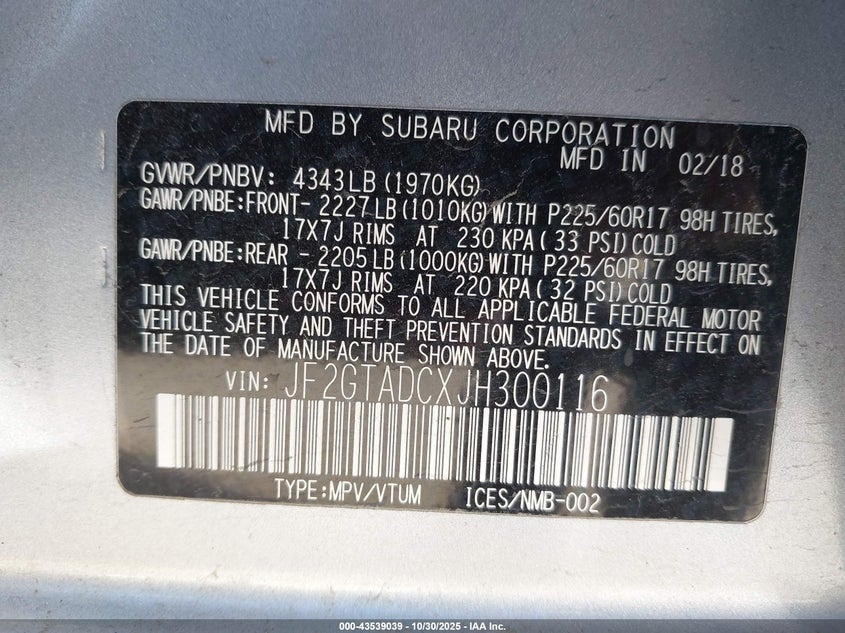 MFD BY SUBARU CORPORATION
MFD IN 02/18
GVWR/PNBV: 4343LB (1970KG)
GAWR/PNBE:FRONT- 2227LB (1010KG) WITH P225/60R17 98H TIRES,
17X7J RIMS AT 230 KPA( 33 PSI) COLD
GAWR/PNBE:REAR - 2205LB (1000KG) WITH P225/60R17 98H TIRES,
17X7J RIMS AT 220 KPA( 32 PSI) COLD
THIS VEHICLE CONFORMS TO ALL APPLICABLE FEDERAL MOTOR
VEHICLE SAFETY AND THEFT PREVENTION STANDARDS IN EFFECT ON
THE DATE OF MANUFACTURE SHOWN ABOVE.
VIN: JF2GTADCXJH300116
TYPE:MPV/VTUM ICES/NMB-002
000-43539039 - 10/30/2025 - IAA Inc.